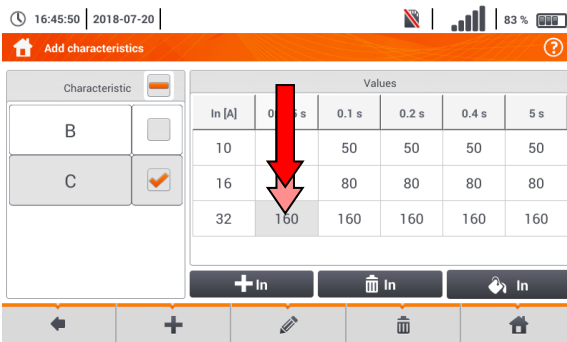 16:45:50 2018-07-20 83 %
Add characteristics ?
Characteristic Values
In [A] 0.1 s 0.2 s 0.4 s 5 s
B
10 50 50 50 50
C
16 80 80 80 80
32 160 160 160 160 160
In In In